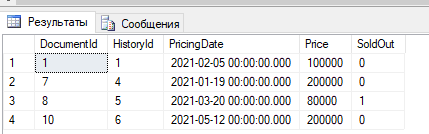 Результаты Сообщения
DocumentId HistoryId PricingDate Price SoldOut
1 1 1 2021-02-05 00:00:00.000 100000 0
2 7 4 2021-01-19 00:00:00.000 200000 0
3 8 5 2021-03-20 00:00:00.000 80000 1
4 10 6 2021-05-12 00:00:00.000 200000 0